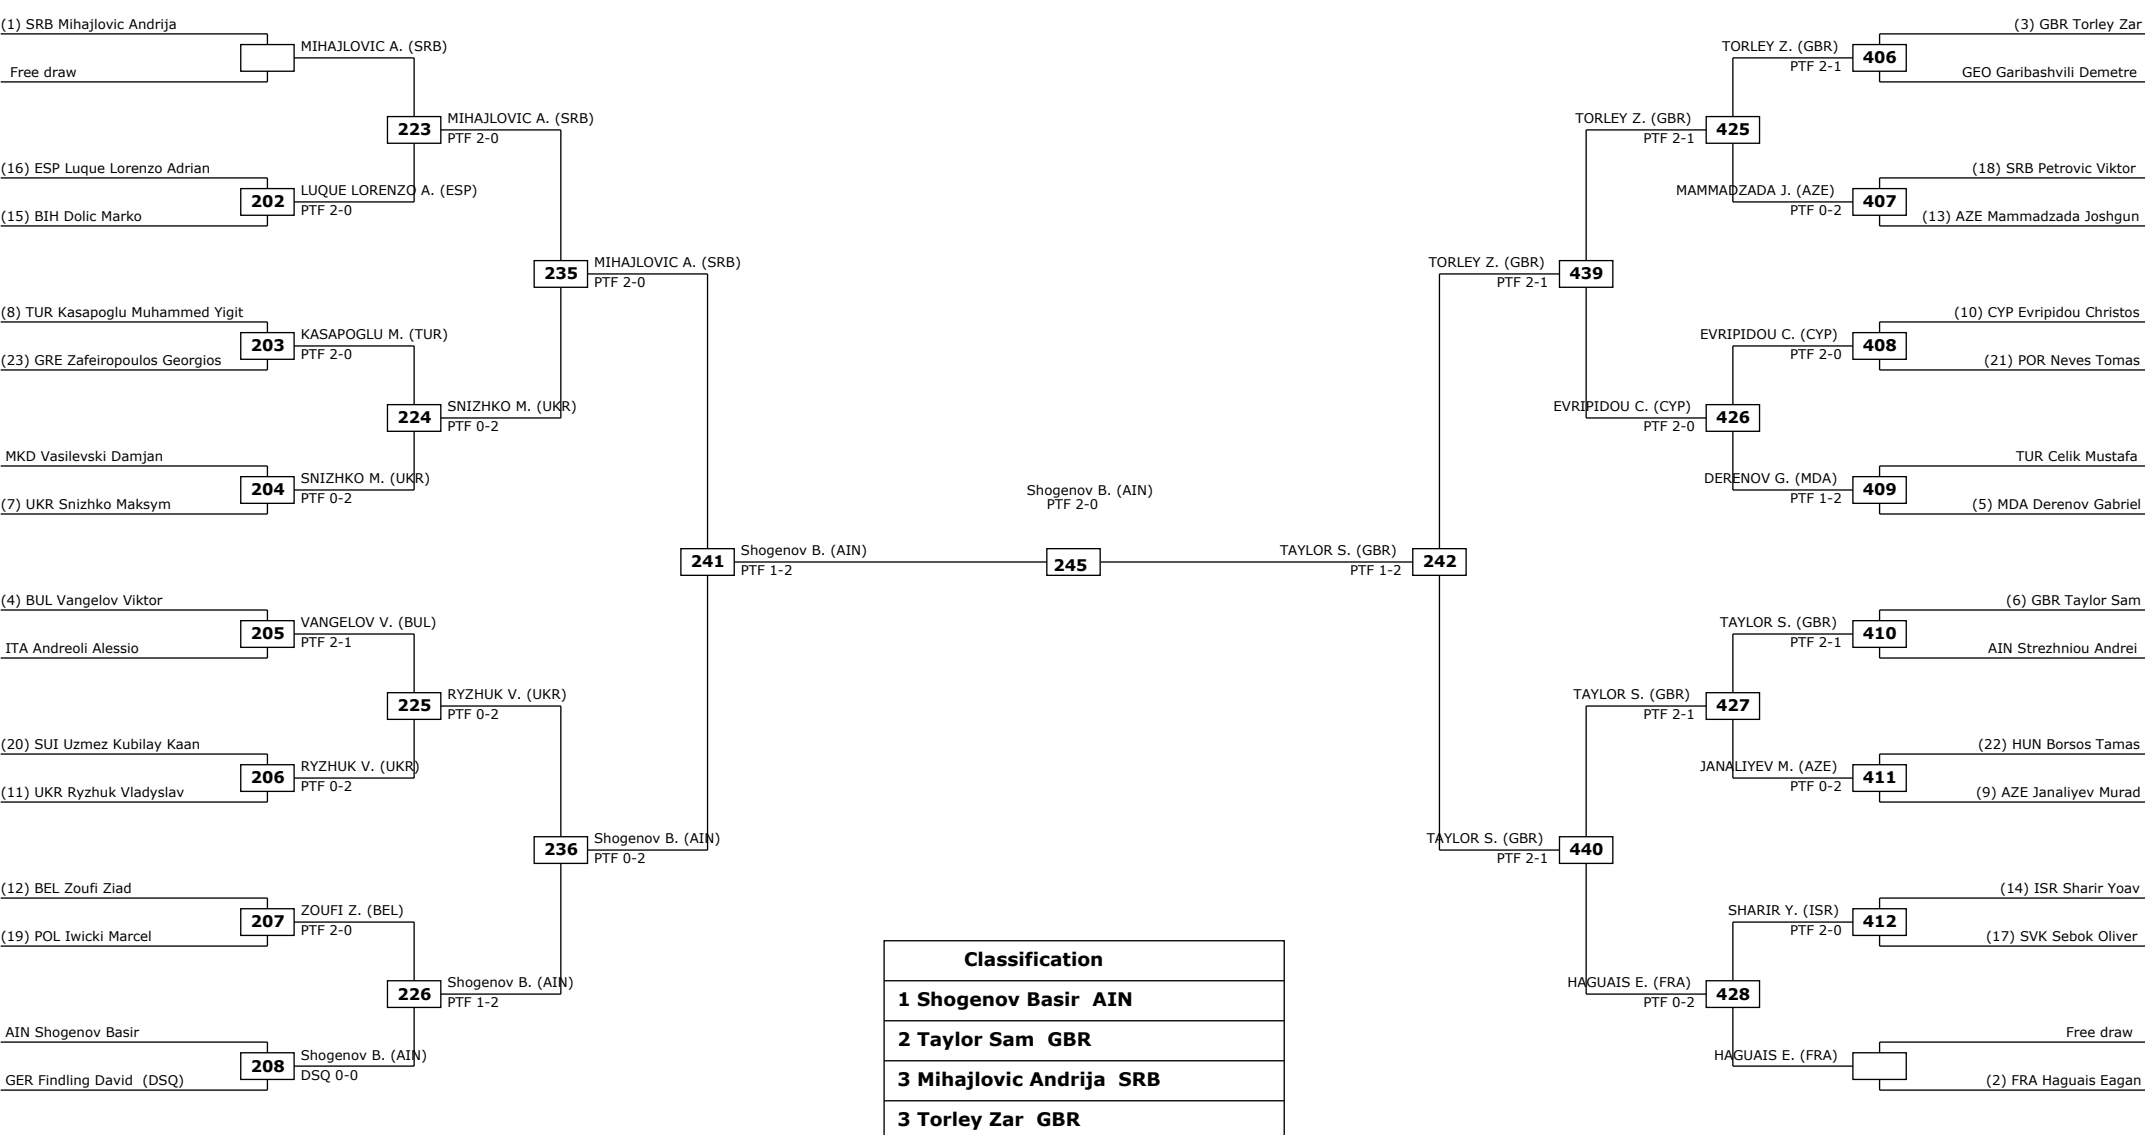 (1) SRB Mihajlovic Andrija
MIHAJLOVIC A. (SRB)
Free draw
223
MIHAJLOVIC A. (SRB)
PTF 2-0
(16) ESP Luque Lorenzo Adrian
202
LUQUE LORENZO A. (ESP)
PTF 2-0
(15) BIH Dolic Marko
235
MIHAJLOVIC A. (SRB)
PTF 2-0
(8) TUR Kasapoglu Muhammed Yigit
203
KASAPOGLU M. (TUR)
PTF 2-0
(23) GRE Zafeiropoulos Georgios
224
SNIZHKO M. (UKR)
PTF 0-2
MKD Vasilevski Damjan
204
SNIZHKO M. (UKR)
PTF 0-2
(7) UKR Snizhko Maksym
241
Shogenov B. (AIN)
PTF 1-2
(4) BUL Vangelov Viktor
205
VANGELOV V. (BUL)
PTF 2-1
ITA Andreoli Alessio
225
RYZHUK V. (UKR)
PTF 0-2
(20) SUI Uzmez Kubilay Kaan
206
RYZHUK V. (UKR)
PTF 0-2
(11) UKR Ryzhuk Vladyslav
236
Shogenov B. (AIN)
PTF 0-2
(12) BEL Zoufi Ziad
207
ZOUFI Z. (BEL)
PTF 2-0
(19) POL Iwicki Marcel
226
Shogenov B. (AIN)
PTF 1-2
AIN Shogenov Basir
208
Shogenov B. (AIN)
DSQ 0-0
GER Findling David (DSQ)
Shogenov B. (AIN)
PTF 2-0
245
(3) GBR Torley Zar
TORLEY Z. (GBR)
PTF 2-1
406
GEO Garibashvili Demetre
TORLEY Z. (GBR)
PTF 2-1
425
(18) SRB Petrovic Viktor
MAMMADZADA J. (AZE)
PTF 0-2
407
(13) AZE Mammadzada Joshgun
TORLEY Z. (GBR)
PTF 2-1
439
(10) CYP Evripidou Christos
EVRIPIDOU C. (CYP)
PTF 2-0
408
(21) POR Neves Tomas
EVRIPIDOU C. (CYP)
PTF 2-0
426
TUR Celik Mustafa
DERENOV G. (MDA)
PTF 1-2
409
(5) MDA Derenov Gabriel
TAYLOR S. (GBR)
PTF 1-2
242
(6) GBR Taylor Sam
TAYLOR S. (GBR)
PTF 2-1
410
AIN Strezhniou Andrei
TAYLOR S. (GBR)
PTF 2-1
427
(22) HUN Borsos Tamas
JANALIYEV M. (AZE)
PTF 0-2
411
(9) AZE Janaliyev Murad
TAYLOR S. (GBR)
PTF 2-1
440
(14) ISR Sharir Yoav
SHARIR Y. (ISR)
PTF 2-0
412
(17) SVK Sebok Oliver
HAGUAIS E. (FRA)
PTF 0-2
428
Free draw
HAGUAIS E. (FRA)
(2) FRA Haguais Eagan
Classification
1 Shogenov Basir AIN
2 Taylor Sam GBR
3 Mihajlovic Andrija SRB
3 Torley Zar GBR